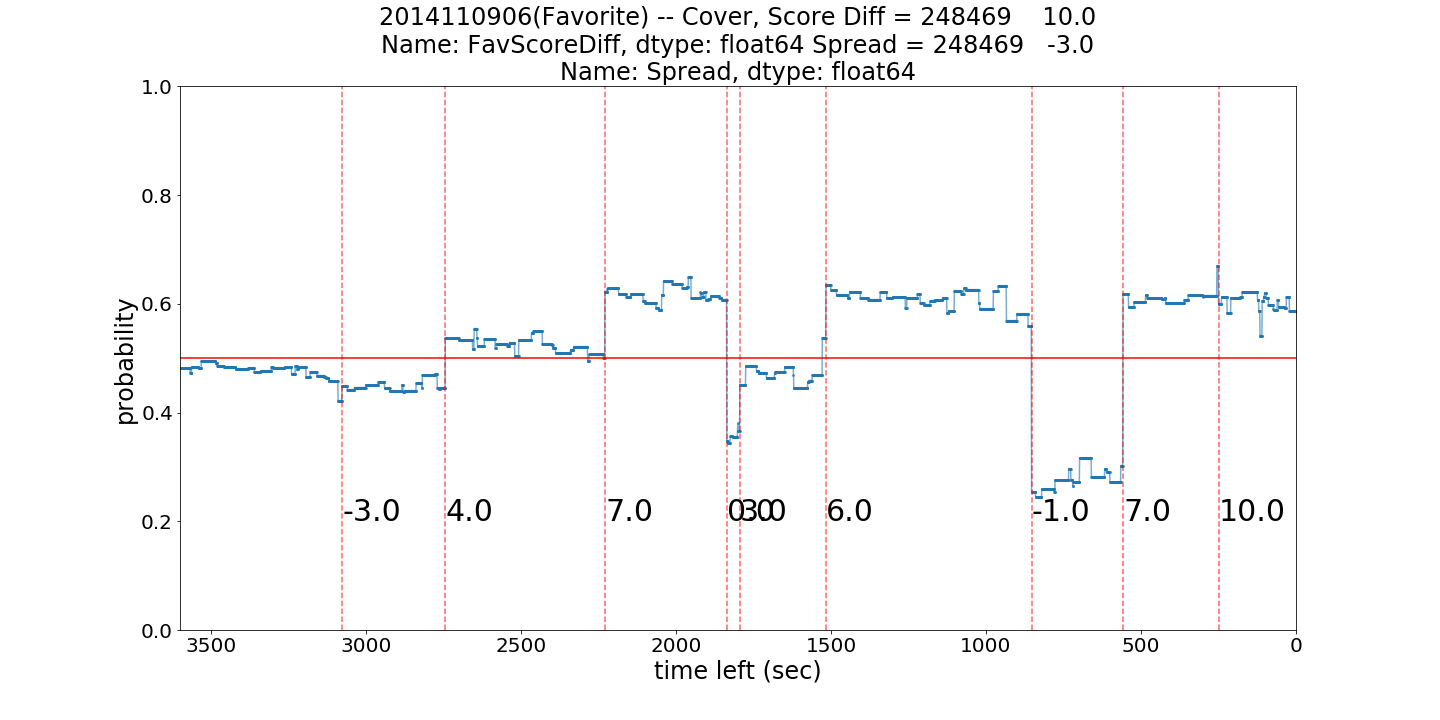 2014110906(Favorite) -- Cover, Score Diff = 248469    10.0
Name: FavScoreDiff, dtype: float64 Spread = 248469   -3.0
Name: Spread, dtype: float64
1.0
0.8
0.6
0.4
0.2
0.0
probability
-3.0 4.0 7.0 0.0 3.0 6.0 -1.0 7.0 10.0
3500 3000 2500 2000 1500 1000 500 0
time left (sec)